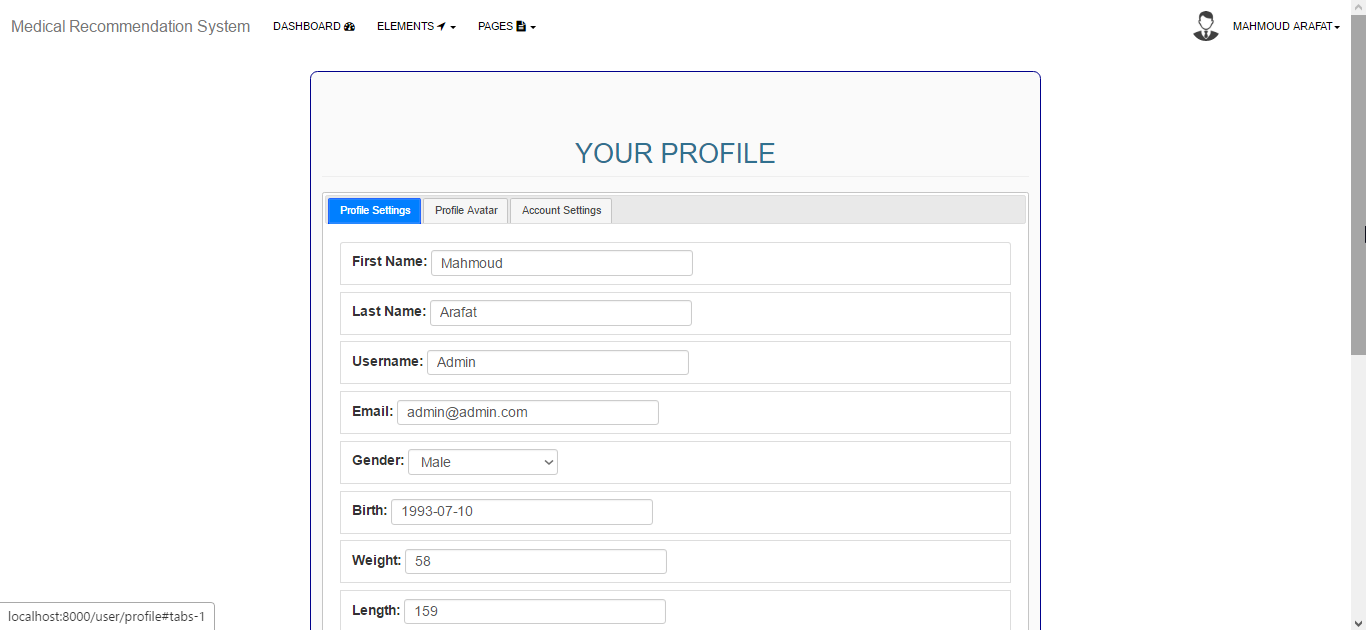 Medical Recommendation System DASHBOARD ELEMENTS PAGES MAHMOUD ARAFAT
YOUR PROFILE
Profile Settings Profile Avatar Account Settings
First Name: Mahmoud
Last Name: Arafat
Username: Admin
Email: admin@admin.com
Gender: Male
Birth: 1993-07-10
Weight: 58
Length: 159
localhost:8000/user/profile#tabs-1